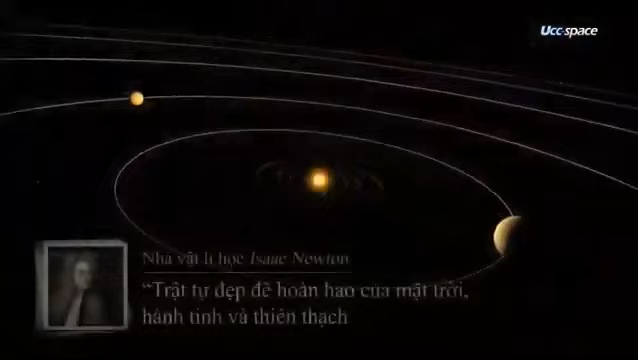 Ucc·space
Nhà vật lí học Isaac Newton
“Trật tự đẹp đẽ hoàn hảo của mặt trời,
hành tinh và thiên thạch